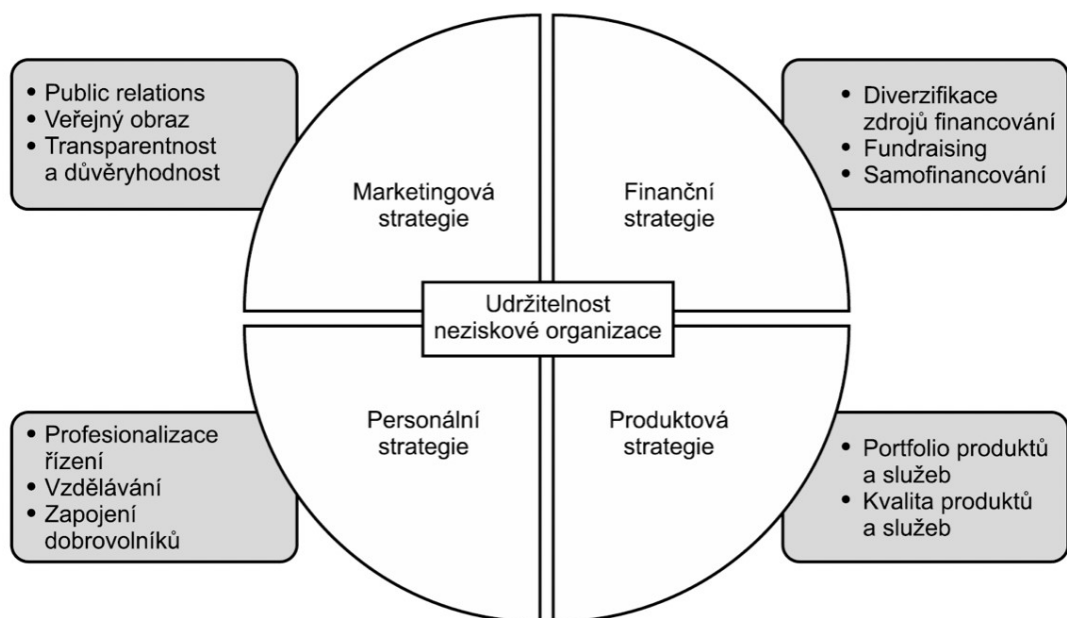 • Public relations
• Veřejný obraz
• Transparentnost
a důvěryhodnost
Marketingová
strategie
Finanční
strategie
• Diverzifikace
zdrojů financování
• Fundraising
• Samofinancování
Udržitelnost
neziskové organizace
• Profesionalizace
řízení
• Vzdělávání
• Zapojení
dobrovolníků
Personální
strategie
Produktová
strategie
• Portfolio produktů
a služeb
• Kvalita produktů
a služeb